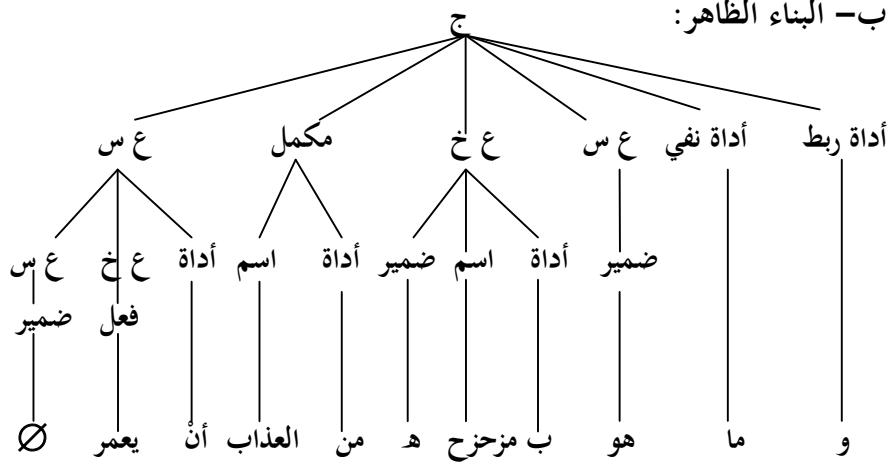 ب– البناء الظاهر:
ج
أداة ربط أداة نفي ع س ع خ مكمل ع س
ضمير أداة اسم ضمير أداة اسم أداة ع خ ع س
فعل ضمير
و ما هو ب مزحزح ه من العذاب أنْ يعمر ∅